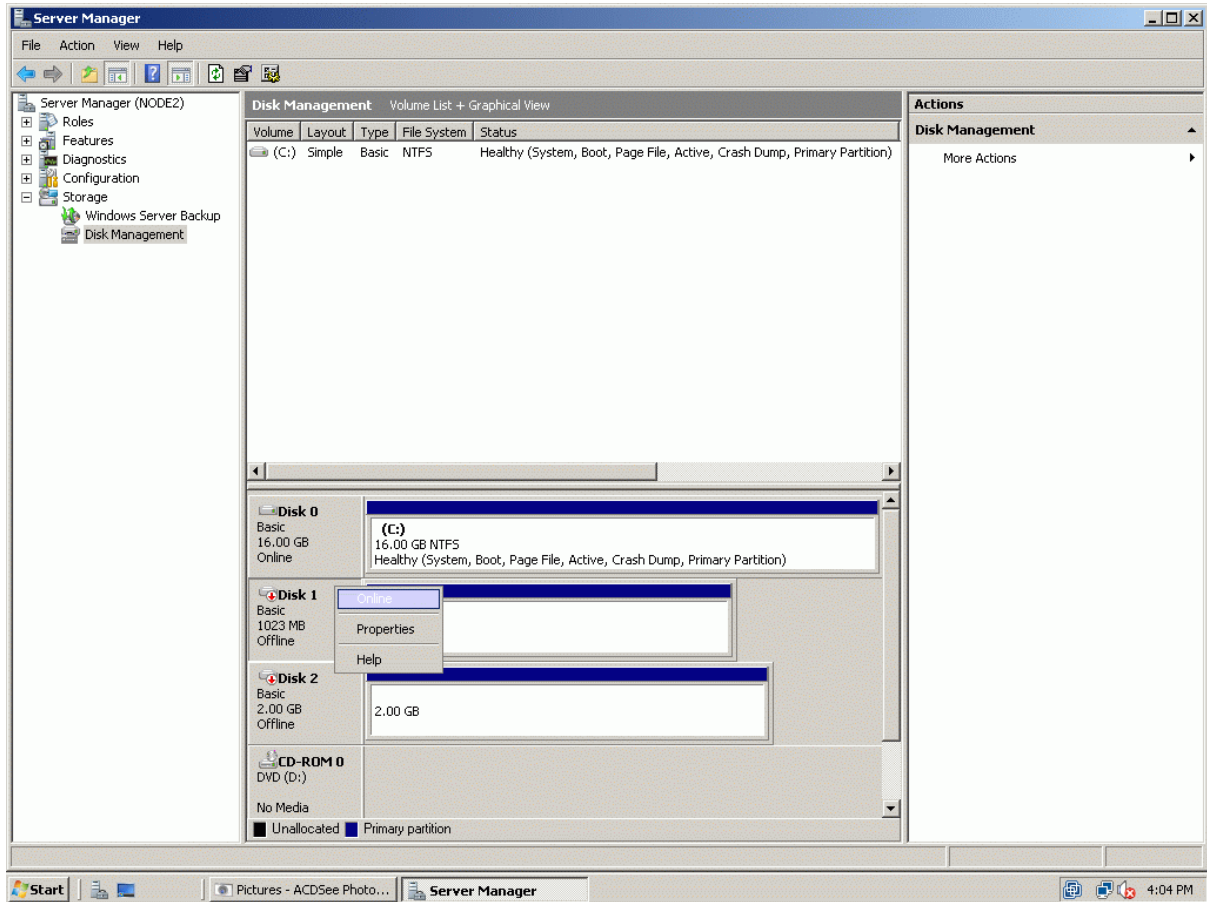 Server Manager
File Action View Help
Server Manager (NODE2)
Roles
Features
Diagnostics
Configuration
Storage
Windows Server Backup
Disk Management
Disk Management Volume List + Graphical View
Volume Layout Type File System Status
(C:) Simple Basic NTFS Healthy (System, Boot, Page File, Active, Crash Dump, Primary Partition)
Disk 0
Basic
16.00 GB
Online
(C:)
16.00 GB NTFS
Healthy (System, Boot, Page File, Active, Crash Dump, Primary Partition)
Disk 1
Basic
1023 MB
Offline
Online
Properties
Help
Disk 2
Basic
2.00 GB
Offline
2.00 GB
CD-ROM 0
DVD (D:)
No Media
Unallocated Primary partition
Actions
Disk Management
More Actions
Start Pictures - ACDSee Photo... Server Manager 4:04 PM